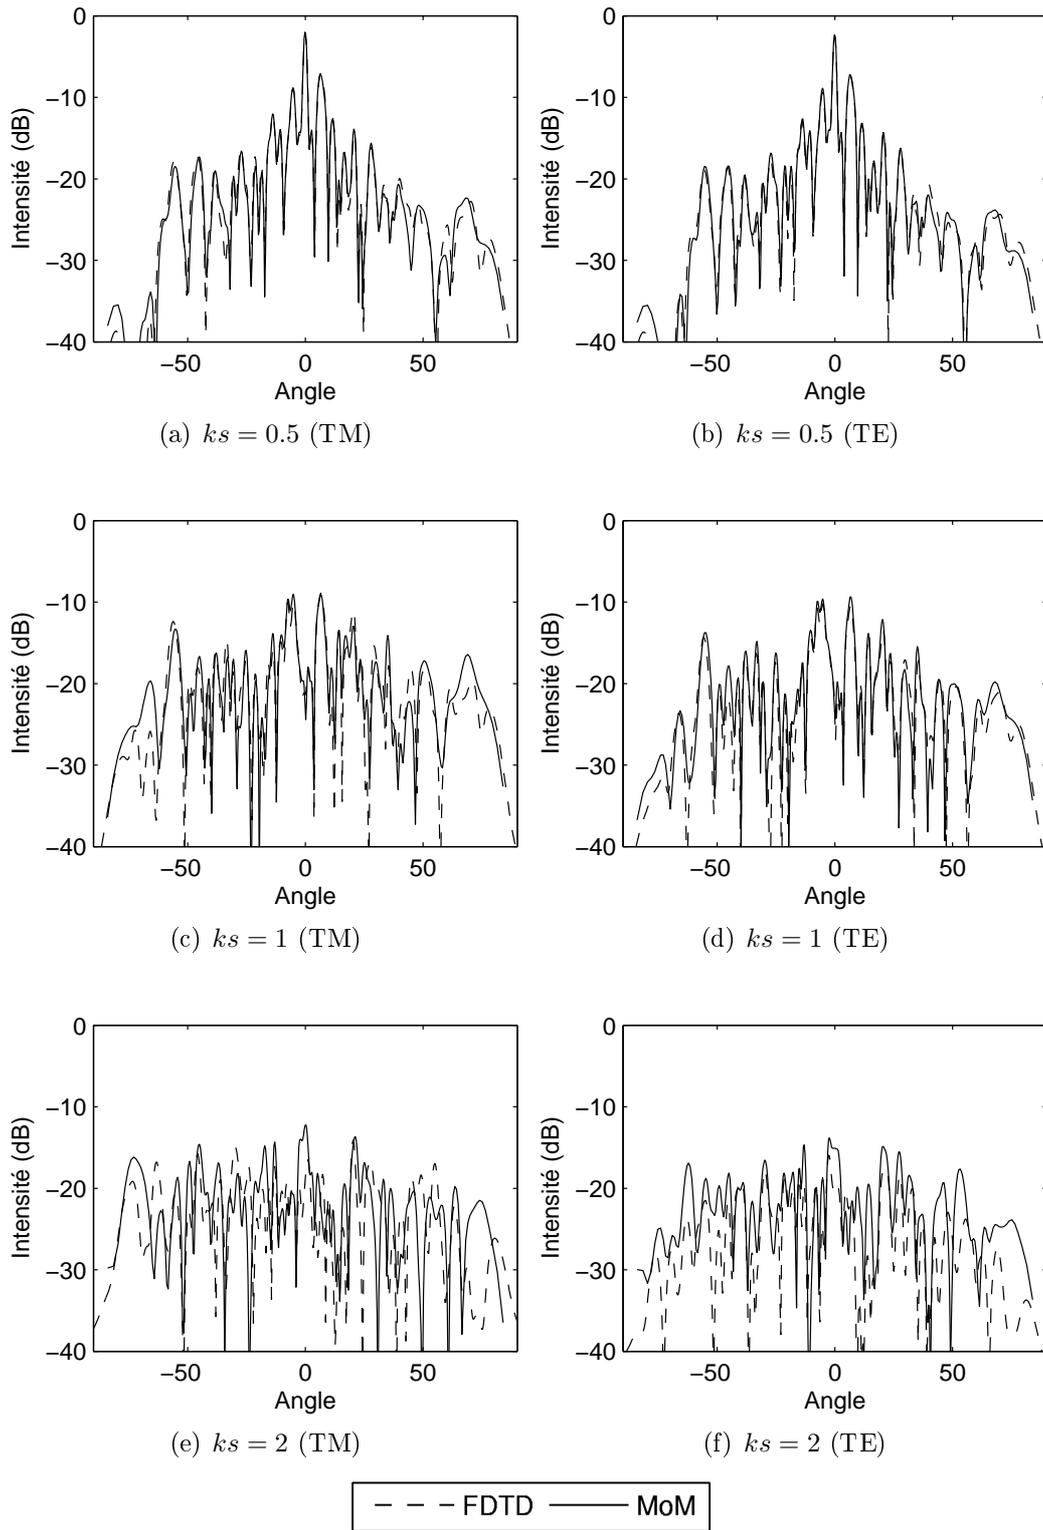 0
−10
−20
−30
−40
Intensité (dB)
−50 0 50
Angle
(a) ks = 0.5 (TM)
0
−10
−20
−30
−40
Intensité (dB)
−50 0 50
Angle
(b) ks = 0.5 (TE)
0
−10
−20
−30
−40
Intensité (dB)
−50 0 50
Angle
(c) ks = 1 (TM)
0
−10
−20
−30
−40
Intensité (dB)
−50 0 50
Angle
(d) ks = 1 (TE)
0
−10
−20
−30
−40
Intensité (dB)
−50 0 50
Angle
(e) ks = 2 (TM)
0
−10
−20
−30
−40
Intensité (dB)
−50 0 50
Angle
(f) ks = 2 (TE)
FDTD MoM